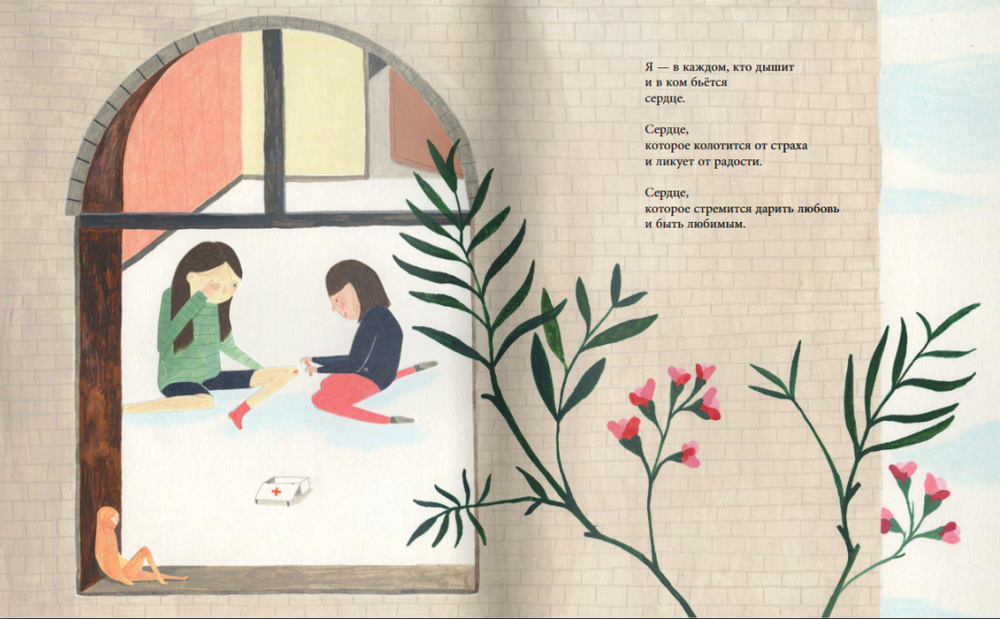 Я — в каждом, кто дышит
и в ком бьётся
сердце.
Сердце,
которое колотится от страха
и ликует от радости.
Сердце,
которое стремится дарить любовь
и быть любимым.